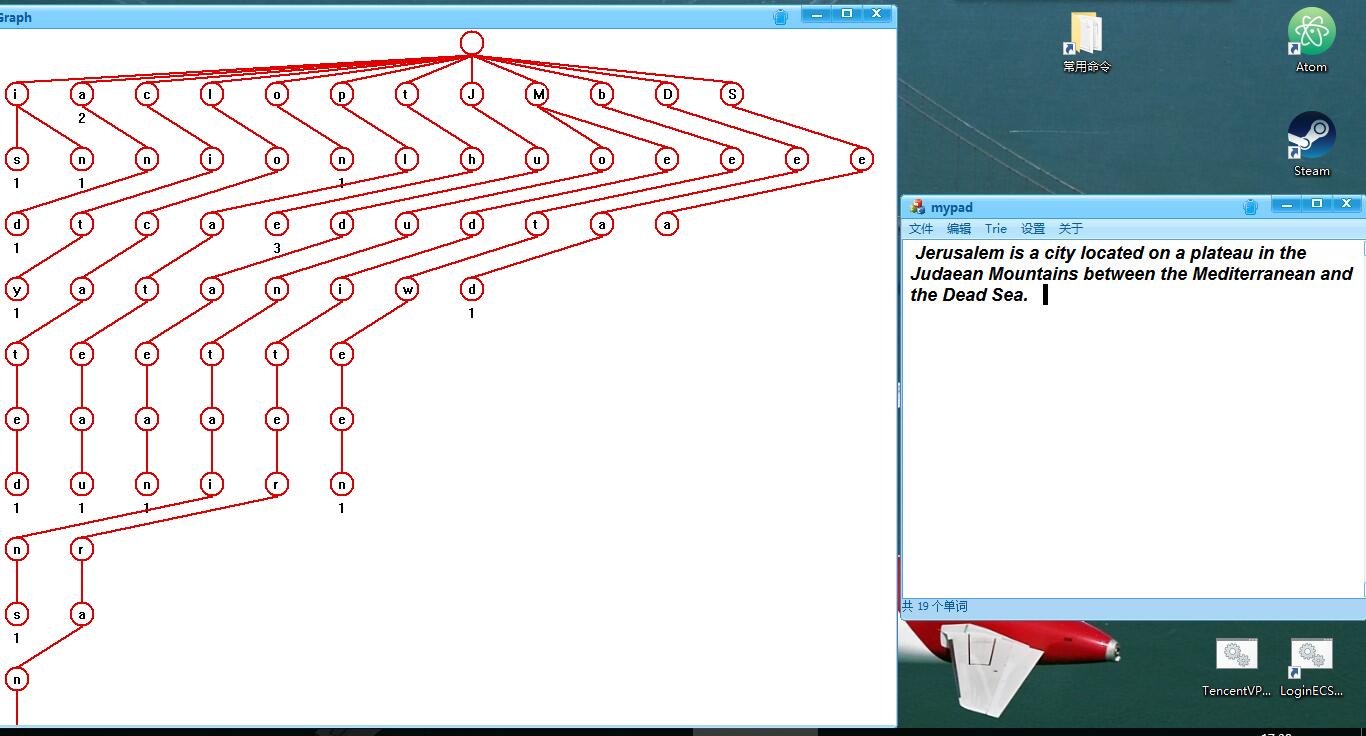 Graph
i a c l o p t J M b D S
2
s n n i o n l h u o e e e e
1 1 1
d t c a e d u d t a a
1 3
y a t a n i w d
1 1
t e e t t e
e a a a e e
d u n i r n
1 1 1 1
n r
s a
1
n
常用命令
Atom
Steam
mypad
文件 编辑 Trie 设置 关于
Jerusalem is a city located on a plateau in the
Judaean Mountains between the Mediterranean and
the Dead Sea.
共 19 个单词
TencentVP...
LoginECS...